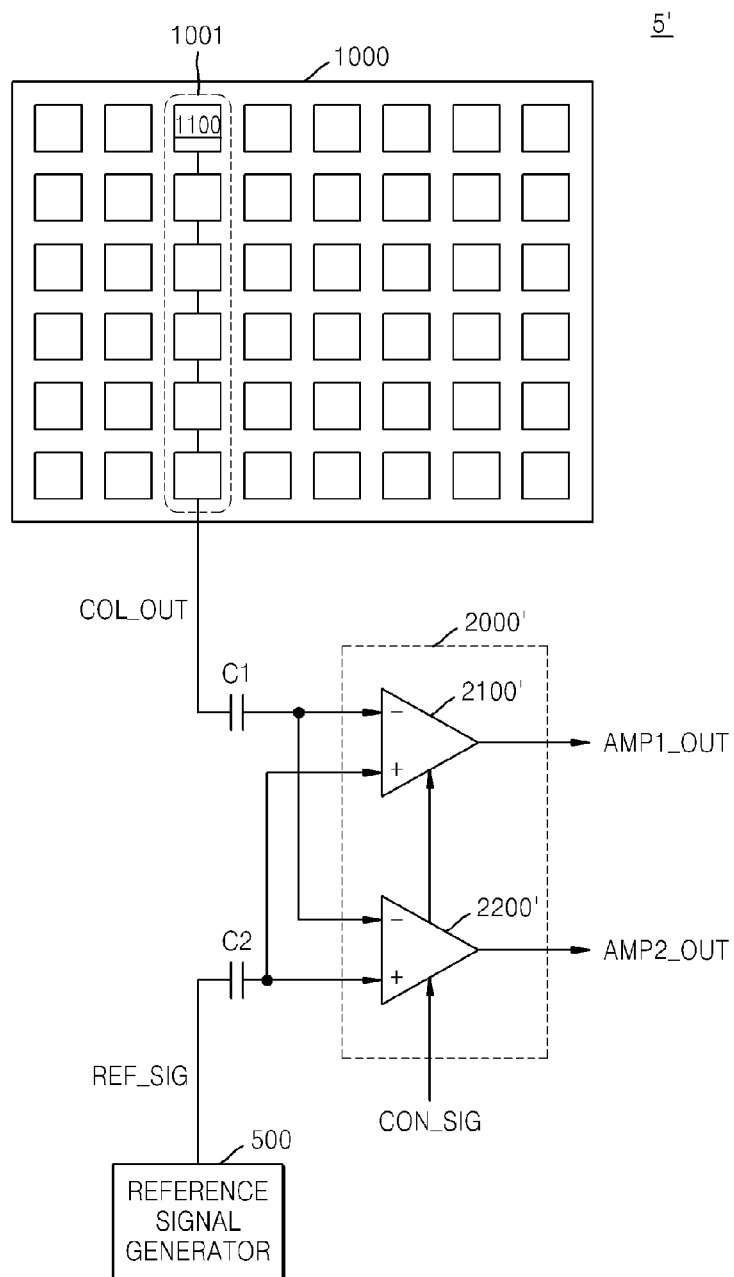 5'
1001
1000
1100
COL_OUT
2000'
C1
2100'
-
AMP1_OUT
+
2200'
C2
-
AMP2_OUT
+
REF_SIG
CON_SIG
500
REFERENCE
SIGNAL
GENERATOR